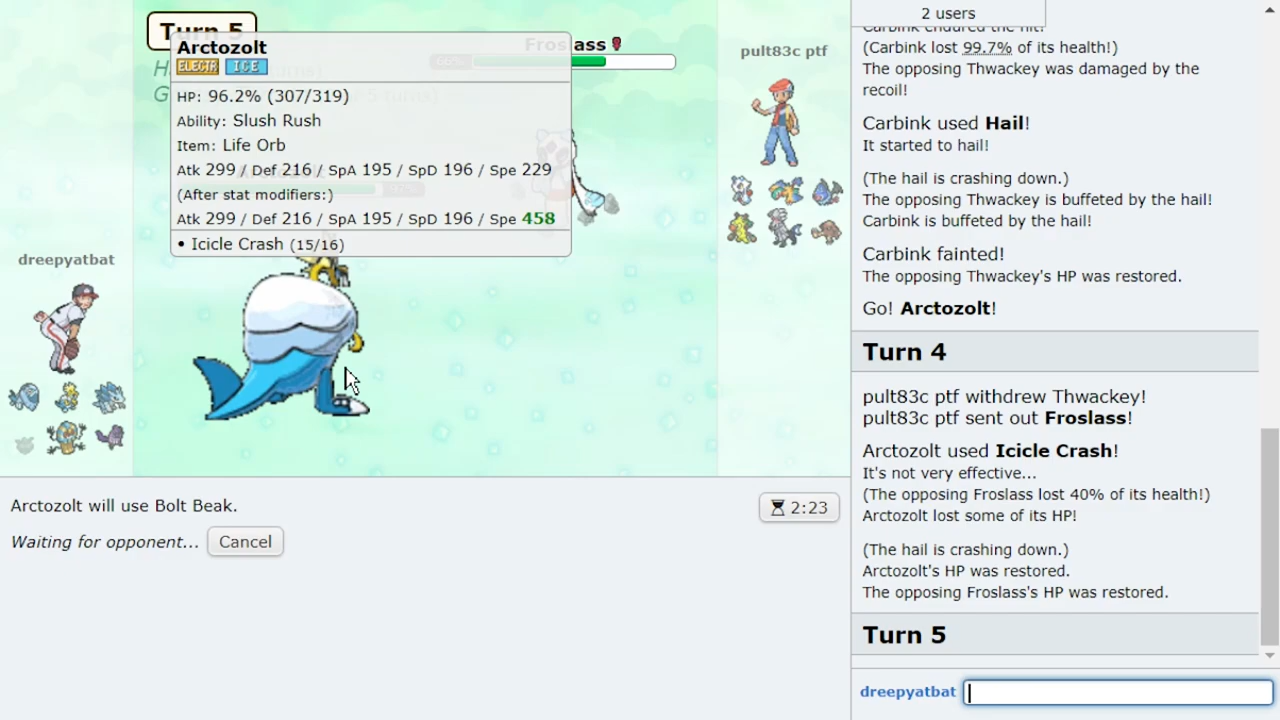 Turn 5
Froslass
66%
Arctozolt
ELECTR ICE
HP: 96.2% (307/319)
Ability: Slush Rush
Item: Life Orb
Atk 299 / Def 216 / SpA 195 / SpD 196 / Spe 229
(After stat modifiers:)
Atk 299 / Def 216 / SpA 195 / SpD 196 / Spe 458
• Icicle Crash (15/16)
97%
dreepyatbat
pult83c ptf
Arctozolt will use Bolt Beak.
Waiting for opponent... Cancel
2:23
2 users
Carbink endured the hit!
(Carbink lost 99.7% of its health!)
The opposing Thwackey was damaged by the
recoil!
Carbink used Hail!
It started to hail!
(The hail is crashing down.)
The opposing Thwackey is buffeted by the hail!
Carbink is buffeted by the hail!
Carbink fainted!
The opposing Thwackey's HP was restored.
Go! Arctozolt!
Turn 4
pult83c ptf withdrew Thwackey!
pult83c ptf sent out Froslass!
Arctozolt used Icicle Crash!
It's not very effective...
(The opposing Froslass lost 40% of its health!)
Arctozolt lost some of its HP!
(The hail is crashing down.)
Arctozolt's HP was restored.
The opposing Froslass's HP was restored.
Turn 5
dreepyatbat